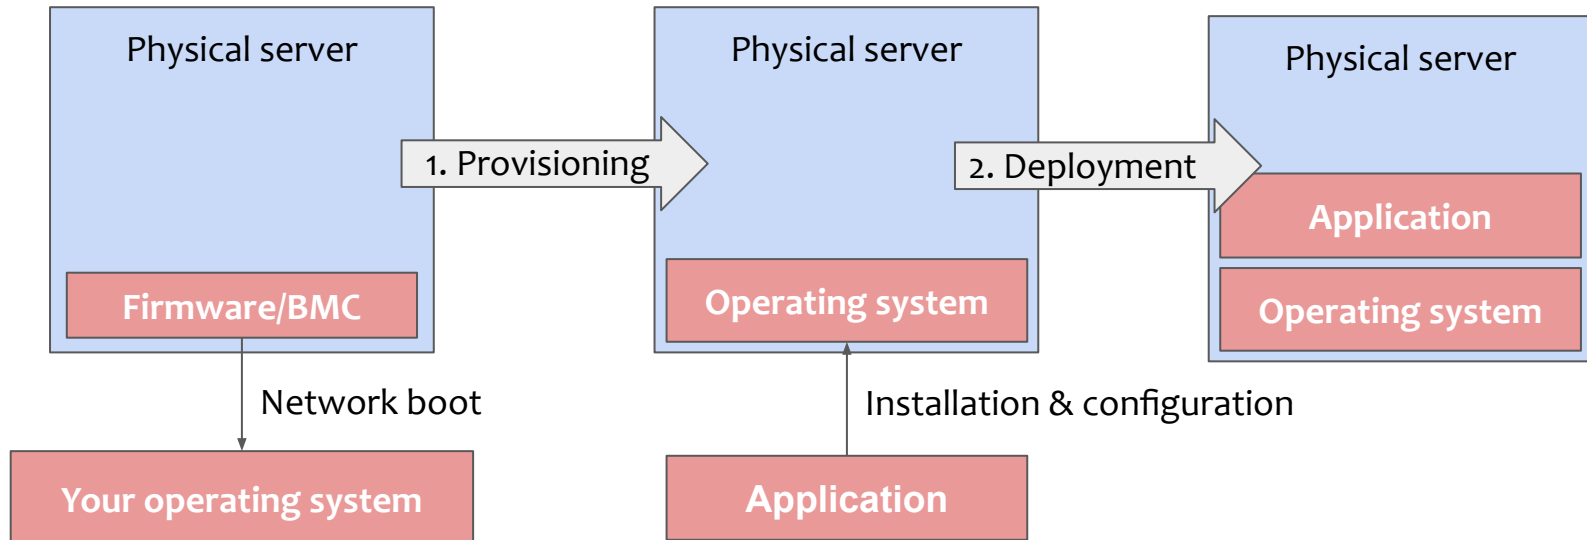 Physical server
Physical server
Physical server
1. Provisioning
2. Deployment
Application
Firmware/BMC
Operating system
Operating system
Network boot
Installation & configuration
Your operating system
Application